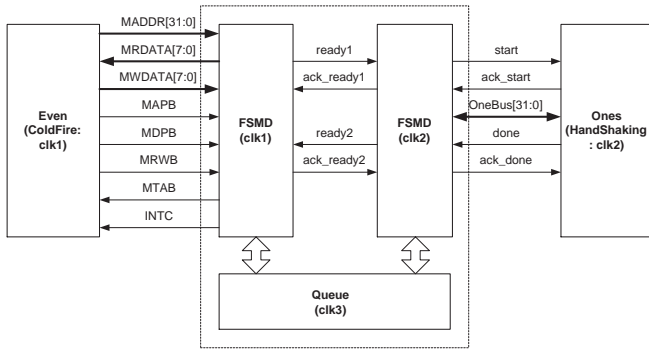 MADDR[31:0]
MRDATA[7:0]
MWDATA[7:0]
MAPB
MDPB
MRWB
MTAB
INTC
Even
(ColdFire:
clk1)
FSMD
(clk1)
ready1
ack_ready1
ready2
ack_ready2
FSMD
(clk2)
start
ack_start
OneBus[31:0]
done
ack_done
Ones
(HandShaking
: clk2)
Queue
(clk3)